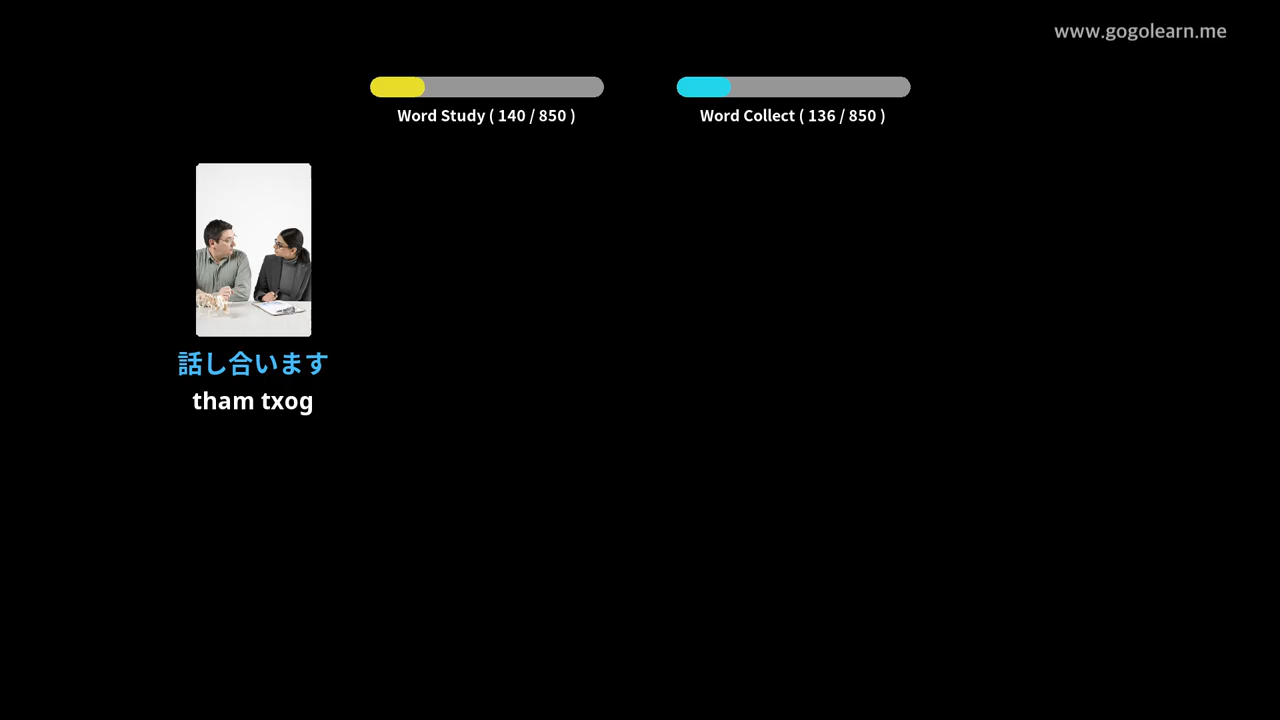 www.gogolearn.me
Word Study ( 140 / 850 )
Word Collect ( 136 / 850 )
話し合います
tham txog